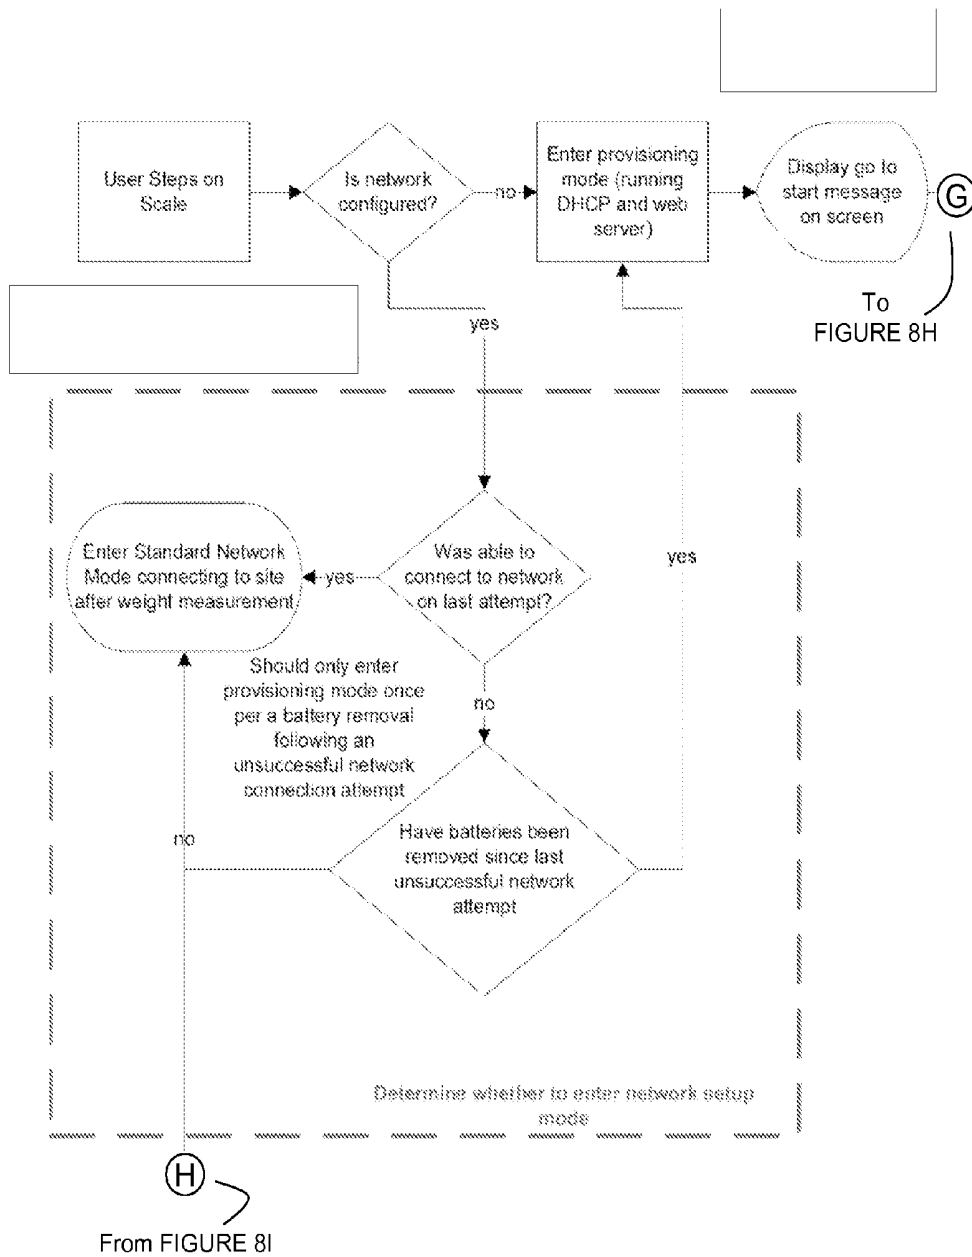 User Steps on
Scale
Is network
configured?
no
Enter provisioning
mode (running
DHCP and web
server)
Display go to
start message
on screen
G
To
FIGURE 8H
yes
Enter Standard Network
Mode connecting to site
after weight measurement
yes
Was able to
connect to network
on last attempt?
yes
Should only enter
provisioning mode once
per a battery removal
following an
unsuccessful network
connection attempt
no
no
Have batteries been
removed since last
unsuccessful network
attempt
Determine whether to enter network setup
mode
H
From FIGURE 8I